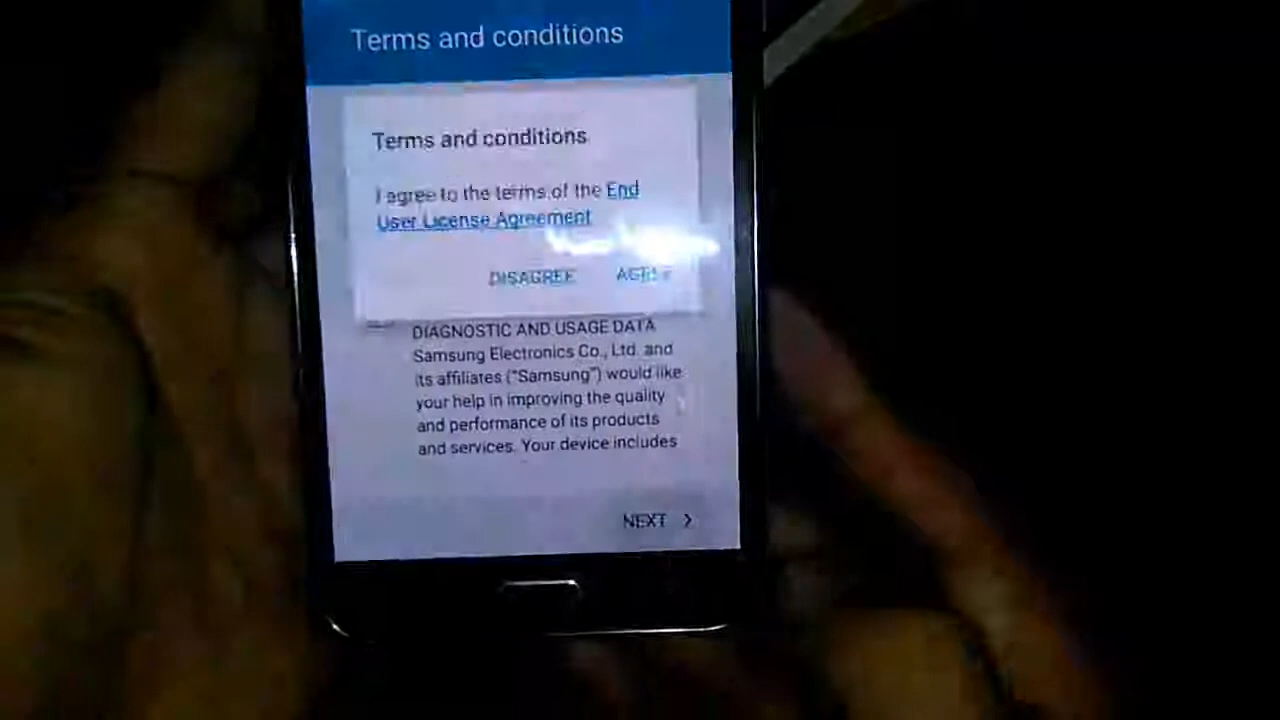 Terms and conditions
Terms and conditions
I agree to the terms of the End
User License Agreement
DISAGREE AGREE
DIAGNOSTIC AND USAGE DATA
Samsung Electronics Co., Ltd. and
its affiliates ("Samsung") would like
your help in improving the quality
and performance of its products
and services. Your device includes
NEXT >